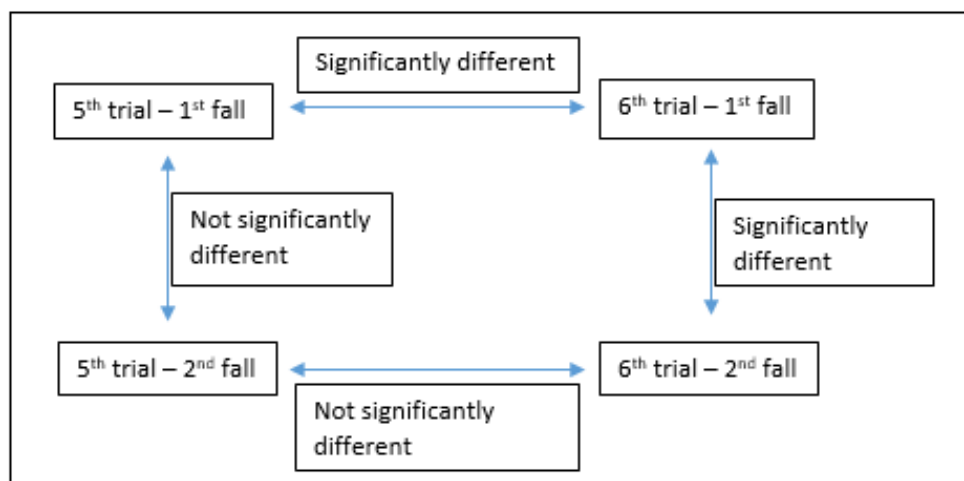 Significantly different
5th trial – 1st fall
6th trial – 1st fall
Not significantly
different
Significantly
different
5th trial – 2nd fall
6th trial – 2nd fall
Not significantly
different